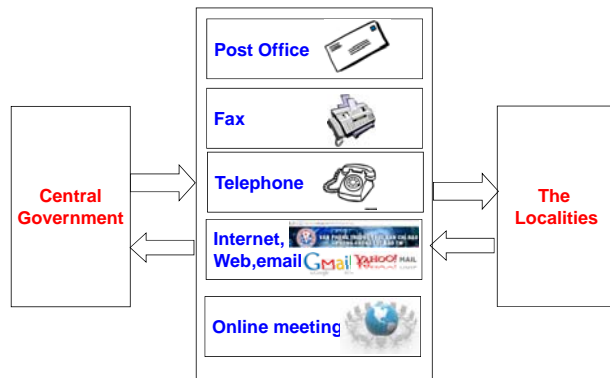 Post Office
Fax
Telephone
Internet,
Web,email
GMail YAHOO! MAIL
Online meeting
Central
Government
The
Localities